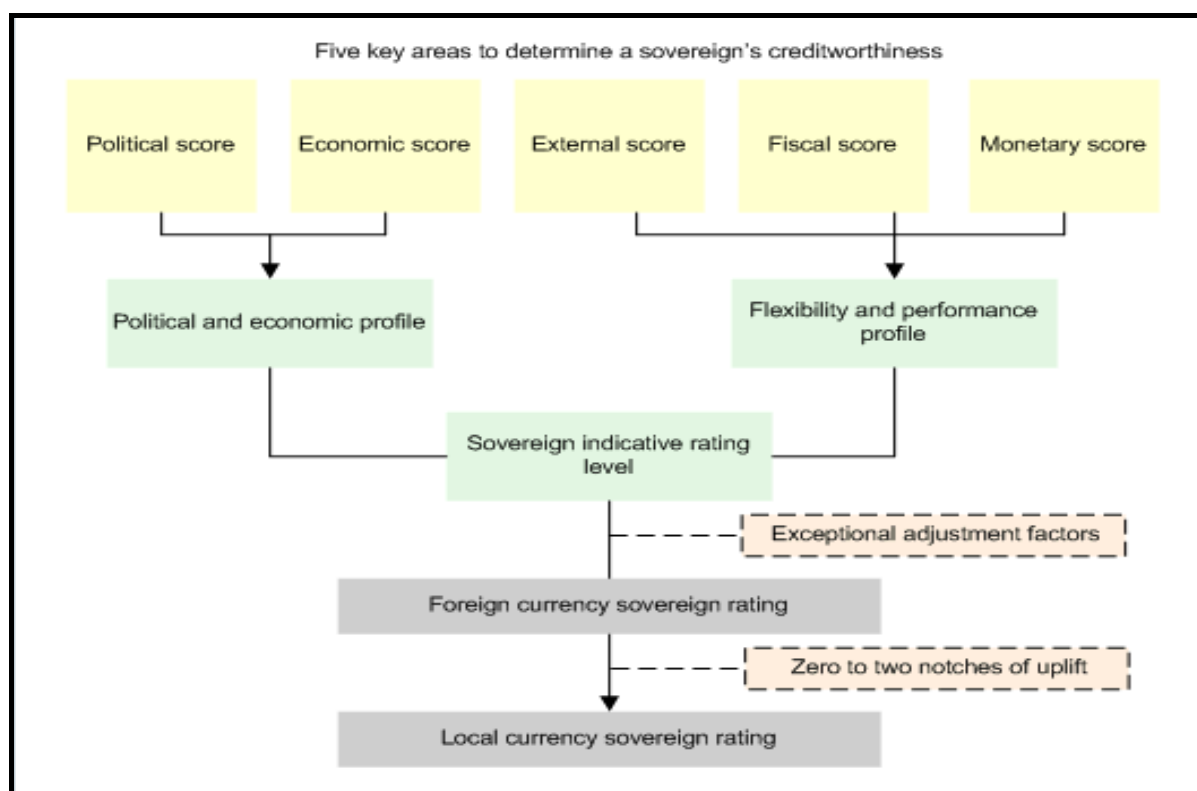 Five key areas to determine a sovereign's creditworthiness
Political score
Economic score
External score
Fiscal score
Monetary score
Political and economic profile
Flexibility and performance
profile
Sovereign indicative rating
level
Exceptional adjustment factors
Foreign currency sovereign rating
Zero to two notches of uplift
Local currency sovereign rating